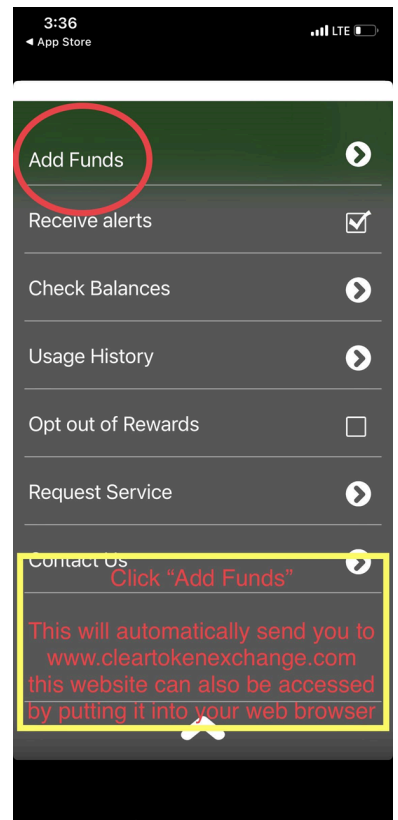 3:36
LTE
◀ App Store
Add Funds
Receive alerts
Check Balances
Usage History
Opt out of Rewards
Request Service
Contact Us
Click “Add Funds”
This will automatically send you to
www.cleartokenexchange.com
this website can also be accessed
by putting it into your web browser